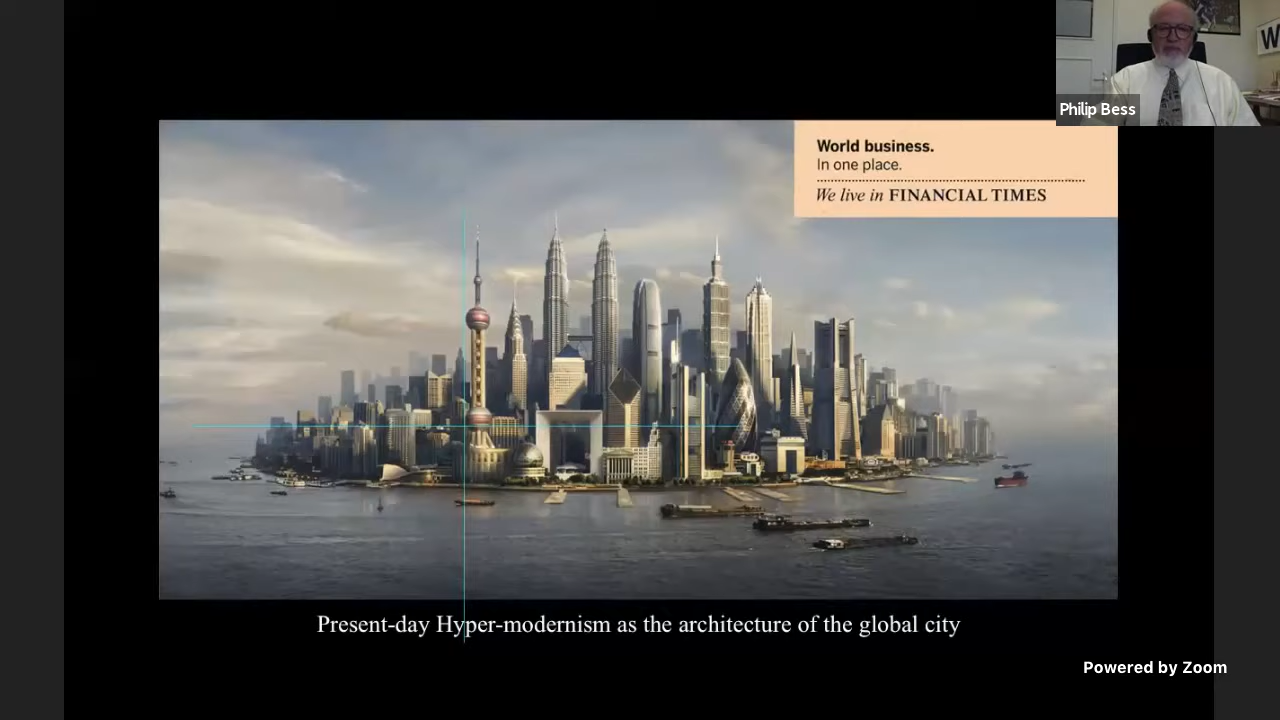 World business.
In one place.
We live in FINANCIAL TIMES
Philip Bess
W
Present-day Hyper-modernism as the architecture of the global city
Powered by Zoom